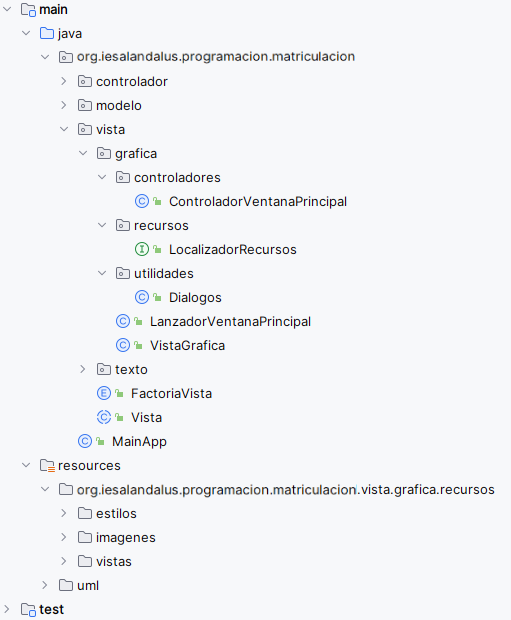 main
java
org.iesalandalus.programacion.matriculacion
controlador
modelo
vista
grafica
controladores
C ControladorVentanaPrincipal
recursos
I LocalizadorRecursos
utilidades
C Dialogos
C LanzadorVentanaPrincipal
C VistaGrafica
texto
E FactoriaVista
C Vista
C MainApp
resources
org.iesalandalus.programacion.matriculacion.vista.grafica.recursos
estilos
imagenes
vistas
uml
test